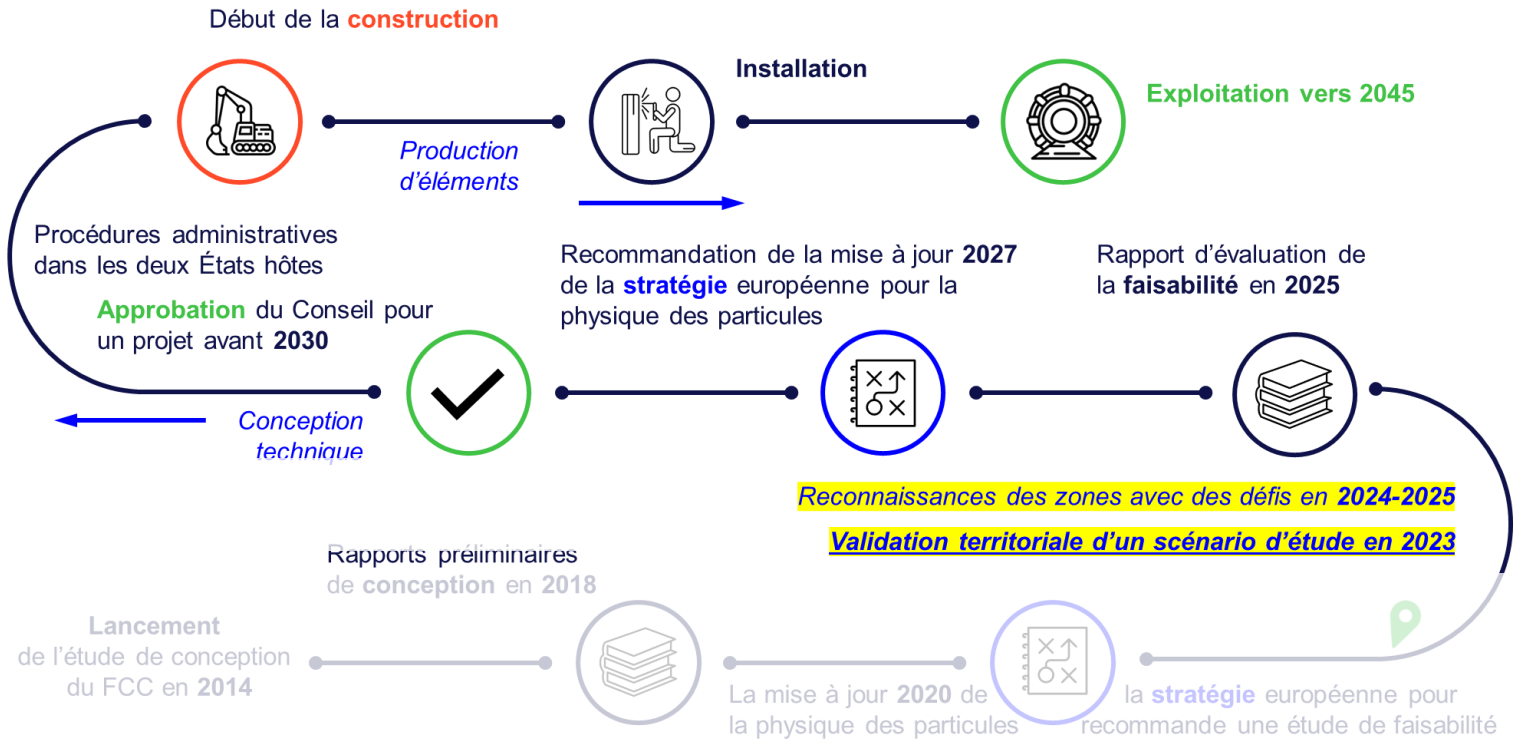 Début de la construction
Installation
Exploitation vers 2045
Production
d'éléments
Procédures administratives
dans les deux États hôtes
Approbation du Conseil pour
un projet avant 2030
Recommandation de la mise à jour 2027
de la stratégie européenne pour la
physique des particules
Rapport d'évaluation de
la faisabilité en 2025
Conception
technique
Reconnaissances des zones avec des défis en 2024-2025
Validation territoriale d'un scénario d'étude en 2023
Rapports préliminaires
de conception en 2018
Lancement
de l'étude de conception
du FCC en 2014
La mise à jour 2020 de
la physique des particules
la stratégie européenne pour
recommande une étude de faisabilité